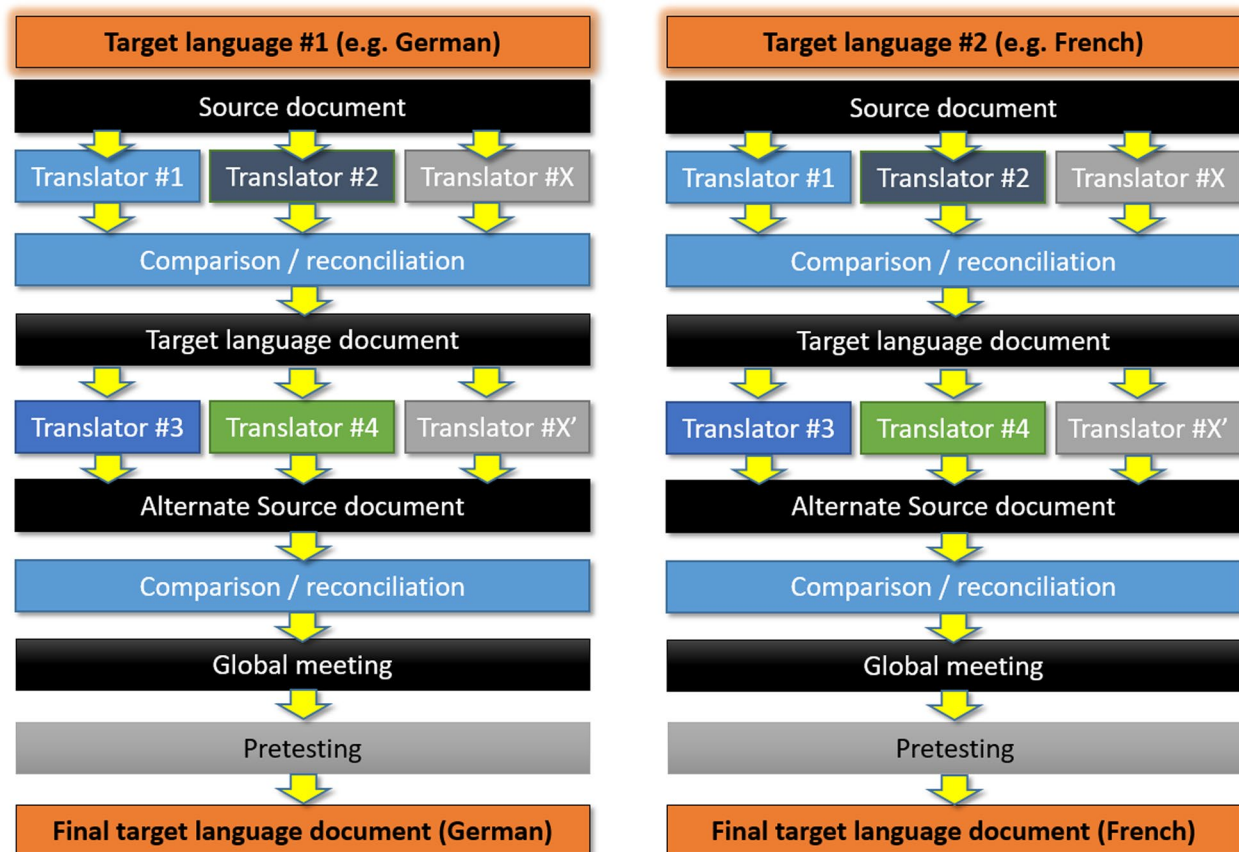 Target language #1 (e.g. German)
Source document
Translator #1
Translator #2
Translator #X
Comparison / reconciliation
Target language document
Translator #3
Translator #4
Translator #X’
Alternate Source document
Comparison / reconciliation
Global meeting
Pretesting
Final target language document (German)
Target language #2 (e.g. French)
Source document
Translator #1
Translator #2
Translator #X
Comparison / reconciliation
Target language document
Translator #3
Translator #4
Translator #X’
Alternate Source document
Comparison / reconciliation
Global meeting
Pretesting
Final target language document (French)